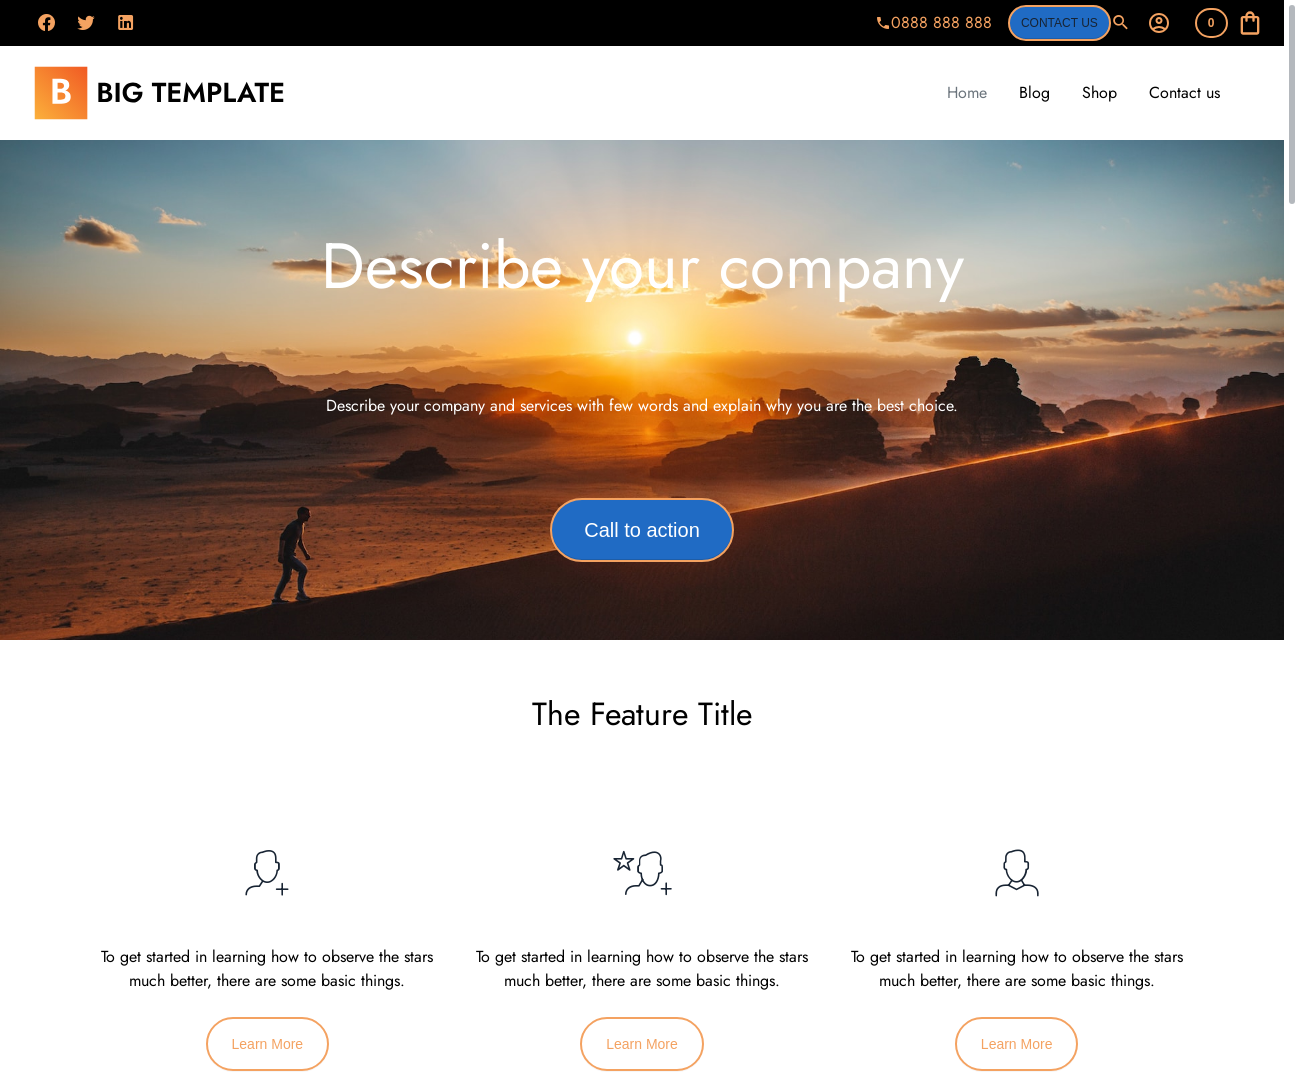 0888 888 888
CONTACT US
0
B BIG TEMPLATE
Home Blog Shop Contact us
Describe your company
Describe your company and services with few words and explain why you are the best choice.
Call to action
The Feature Title
To get started in learning how to observe the stars
much better, there are some basic things.
Learn More
To get started in learning how to observe the stars
much better, there are some basic things.
Learn More
To get started in learning how to observe the stars
much better, there are some basic things.
Learn More